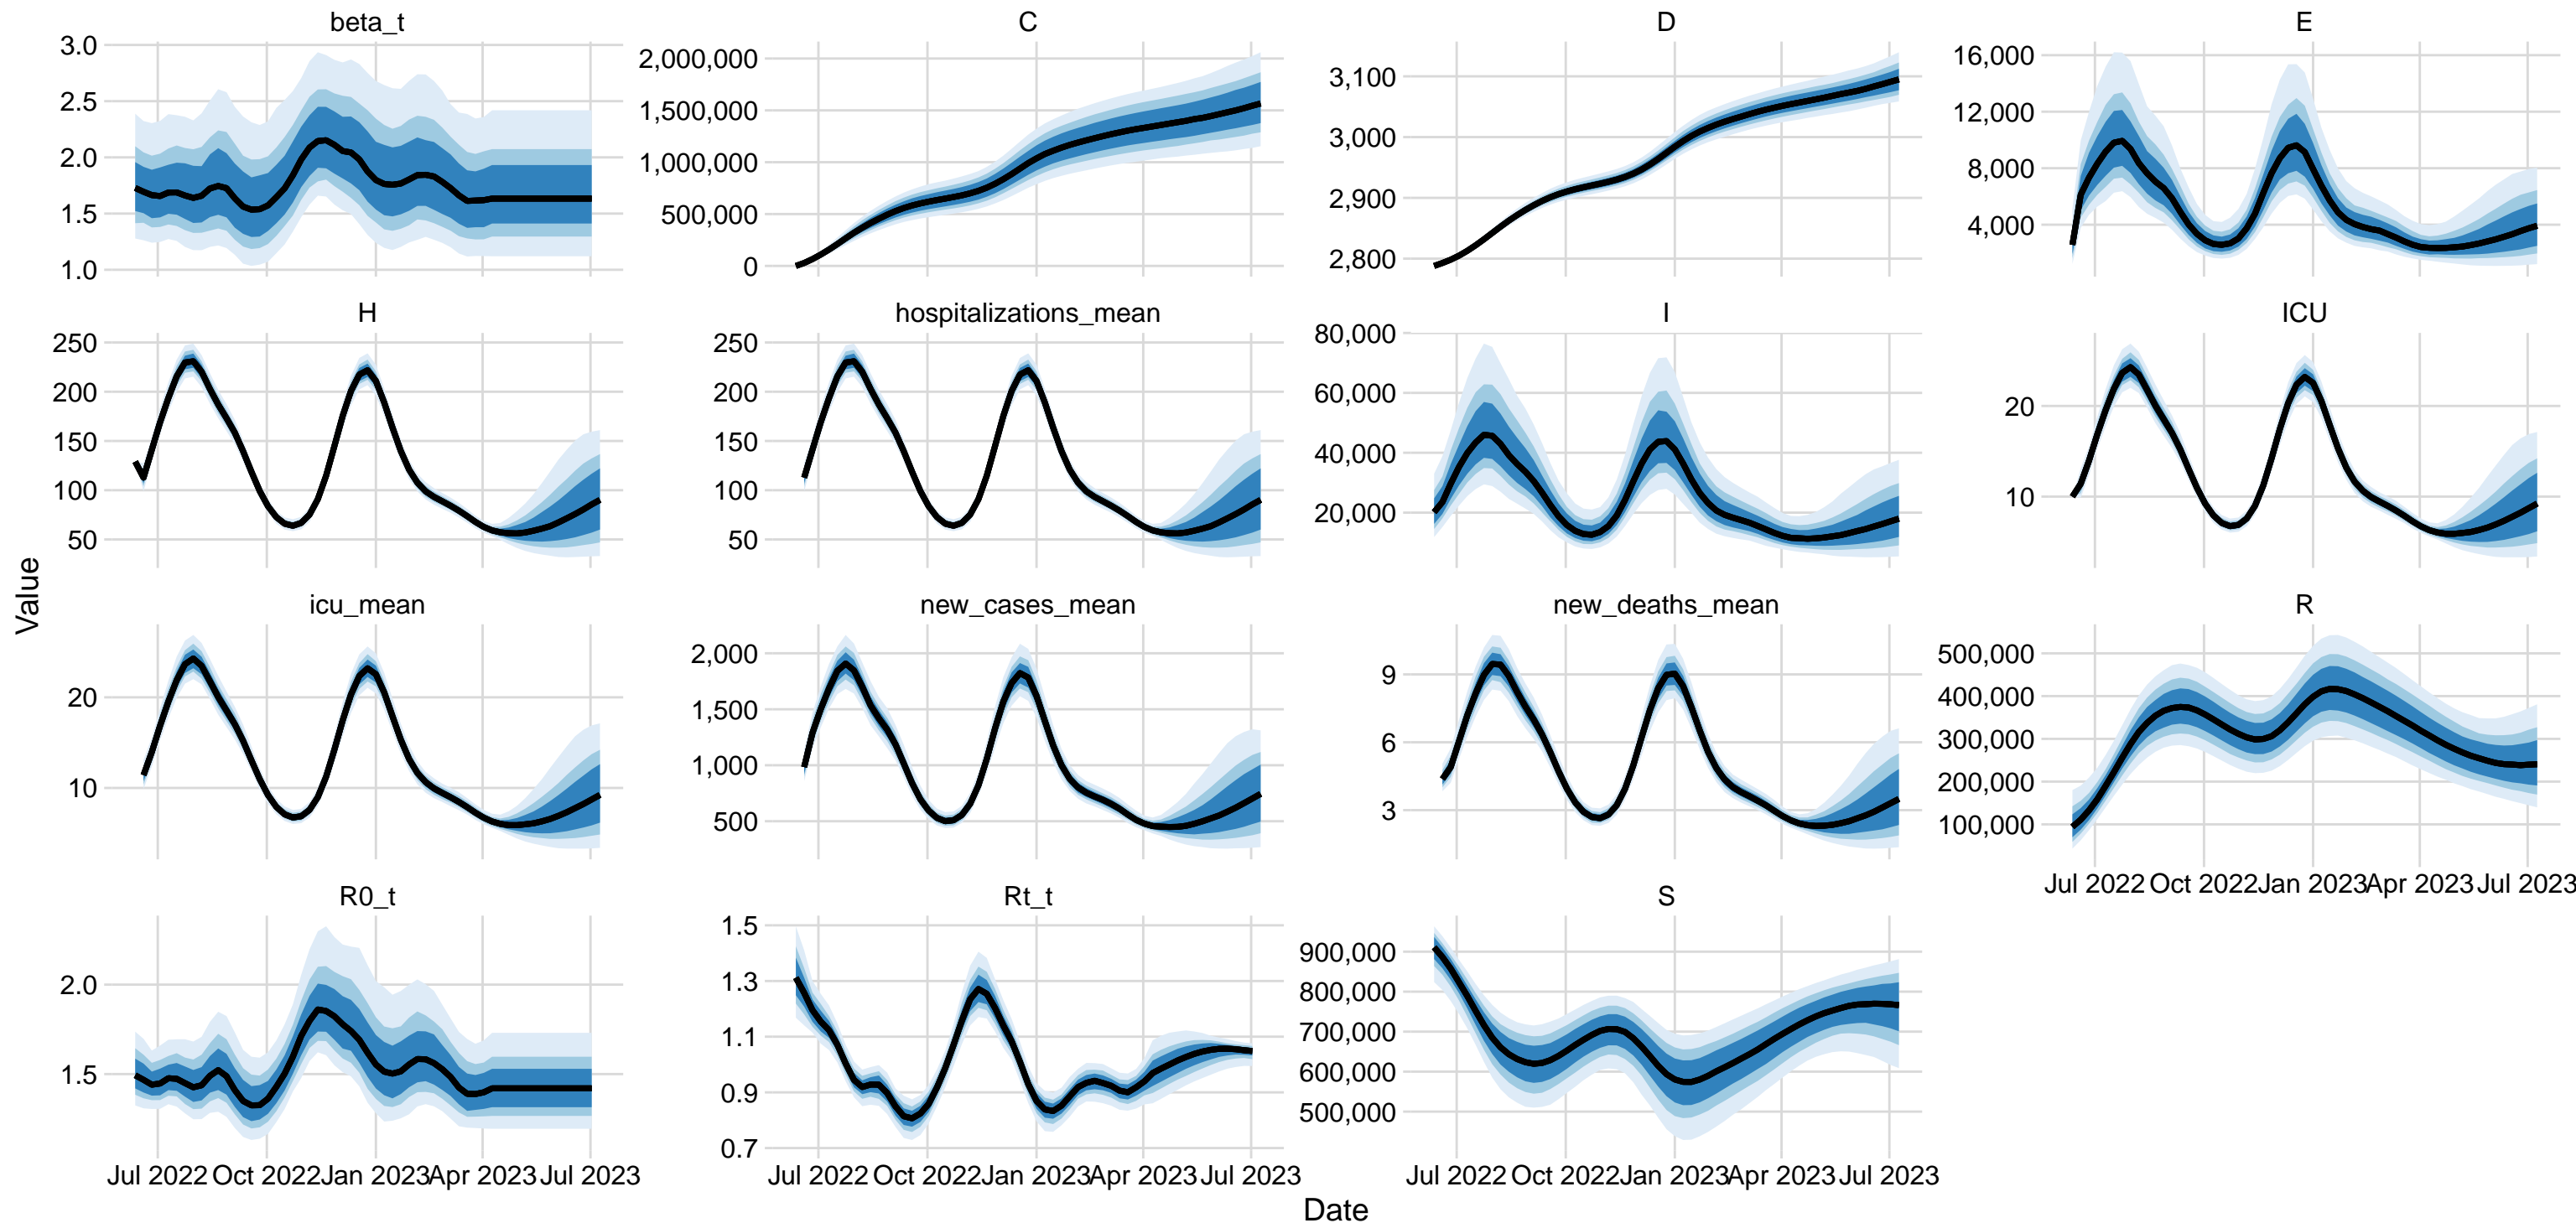 beta_t
C
D
E
3.0
2.5
2.0
1.5
1.0
2,000,000
1,500,000
1,000,000
500,000
0
3,100
3,000
2,900
2,800
16,000
12,000
8,000
4,000
H
hospitalizations_mean
I
ICU
250
200
150
100
50
250
200
150
100
50
80,000
60,000
40,000
20,000
20
10
Value
icu_mean
new_cases_mean
new_deaths_mean
R
20
10
2,000
1,500
1,000
500
9
6
3
500,000
400,000
300,000
200,000
100,000
Jul 2022 Oct 2022 Jan 2023 Apr 2023 Jul 2023
R0_t
Rt_t
S
2.0
1.5
1.5
1.3
1.1
0.9
0.7
900,000
800,000
700,000
600,000
500,000
Jul 2022 Oct 2022 Jan 2023 Apr 2023 Jul 2023
Jul 2022 Oct 2022 Jan 2023 Apr 2023 Jul 2023
Jul 2022 Oct 2022 Jan 2023 Apr 2023 Jul 2023
Date